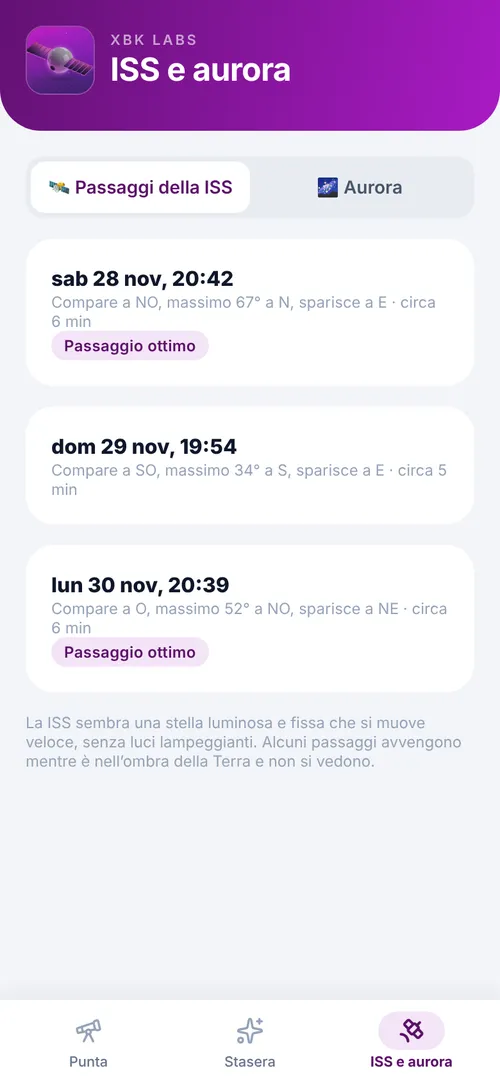 XBK LABS
ISS e aurora
Passaggi della ISS
Aurora
sab 28 nov, 20:42
Compare a NO, massimo 67° a N, sparisce a E · circa
6 min
Passaggio ottimo
dom 29 nov, 19:54
Compare a SO, massimo 34° a S, sparisce a E · circa 5
min
lun 30 nov, 20:39
Compare a O, massimo 52° a NO, sparisce a NE · circa
6 min
Passaggio ottimo
La ISS sembra una stella luminosa e fissa che si muove
veloce, senza luci lampeggianti. Alcuni passaggi avvengono
mentre è nell’ombra della Terra e non si vedono.
Punta
Stasera
ISS e aurora